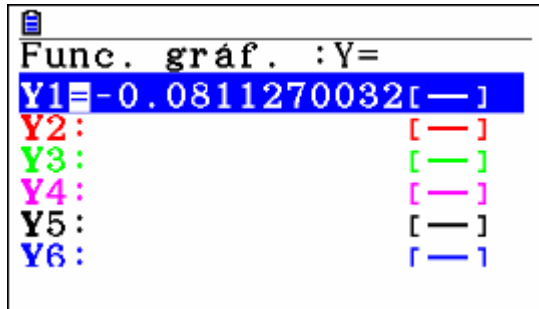 Func. gráf. :Y=
Y1=-0.0811270032[—]
Y2: [—]
Y3: [—]
Y4: [—]
Y5: [—]
Y6: [—]